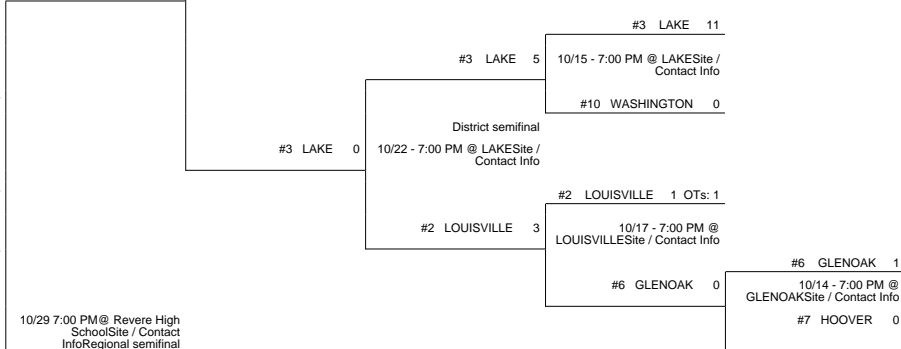 #3 LAKE 11
#3 LAKE 5
10/15 - 7:00 PM @ LAKESite /
Contact Info
#10 WASHINGTON 0
District semifinal
#3 LAKE 0
10/22 - 7:00 PM @ LAKESite /
Contact Info
#2 LOUISVILLE 1 OTs: 1
#2 LOUISVILLE 3
10/17 - 7:00 PM @
LOUISVILLESite / Contact Info
#6 GLENOAK 1
#6 GLENOAK 0
10/14 - 7:00 PM @
GLENOAKSite / Contact Info
#7 HOOVER 0
10/29 7:00 PM@ Revere High
SchoolSite / Contact
InfoRegional semifinal